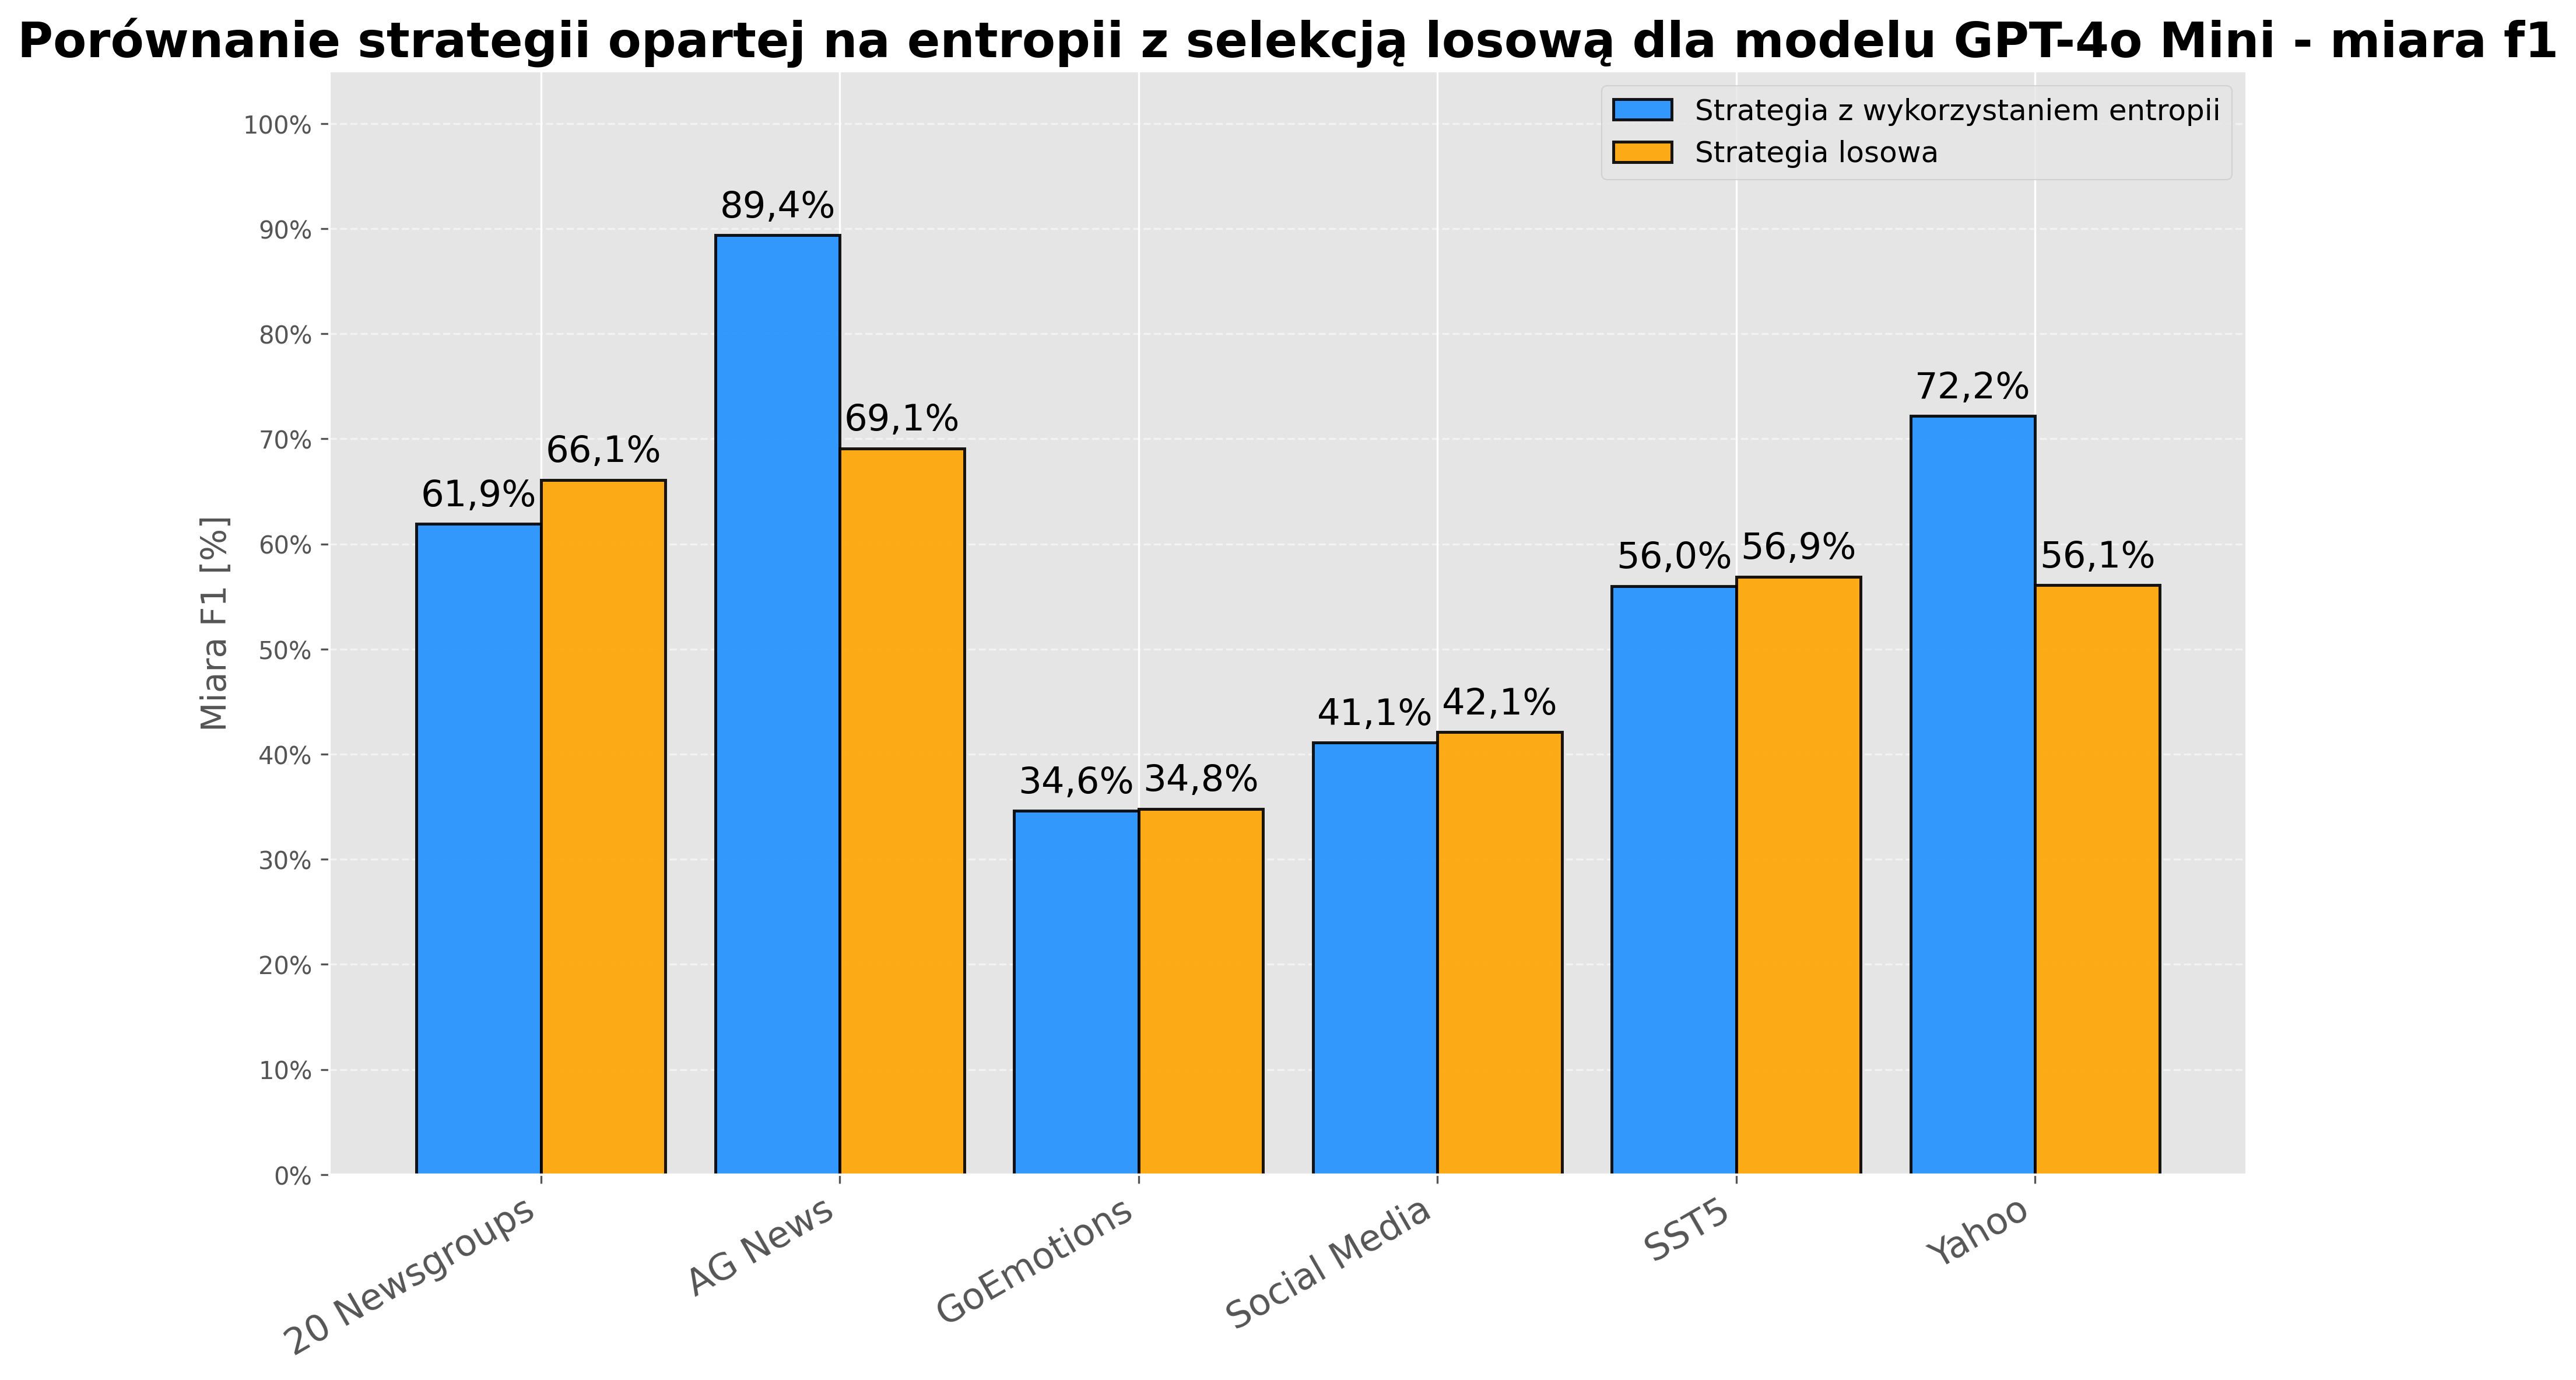 Porównanie strategii opartej na entropii z selekcją losową dla modelu GPT-4o Mini - miara f1
Strategia z wykorzystaniem entropii
Strategia losowa
Miara F1 [%]
100%
90%
80%
70%
60%
50%
40%
30%
20%
10%
0%
61,9%
66,1%
89,4%
69,1%
34,6%
34,8%
41,1%
42,1%
56,0%
56,9%
72,2%
56,1%
20 Newsgroups
AG News
GoEmotions
Social Media
SST5
Yahoo